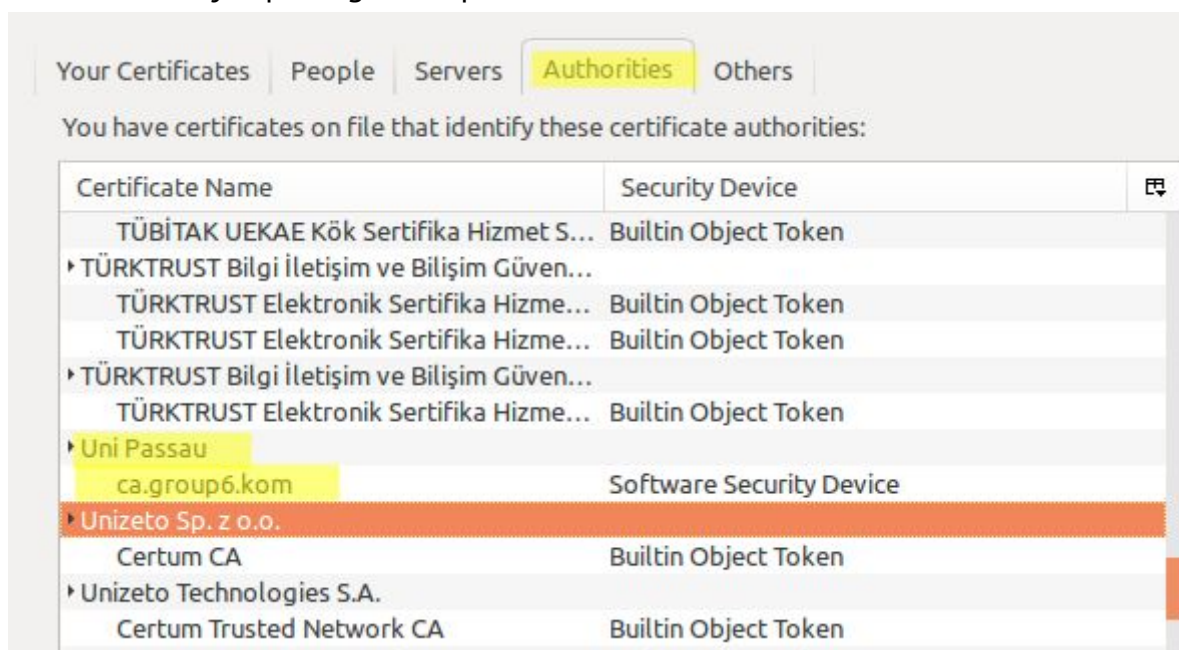 Your Certificates People Servers Authorities Others
You have certificates on file that identify these certificate authorities:
Certificate Name Security Device
TÜBİTAK UEKAE Kök Sertifika Hizmet S... Builtin Object Token
TÜRKTRUST Bilgi İletişim ve Bilişim Güven...
TÜRKTRUST Elektronik Sertifika Hizme... Builtin Object Token
TÜRKTRUST Elektronik Sertifika Hizme... Builtin Object Token
TÜRKTRUST Bilgi İletişim ve Bilişim Güven...
TÜRKTRUST Elektronik Sertifika Hizme... Builtin Object Token
Uni Passau
ca.group6.kom Software Security Device
Unizeto Sp. z o.o.
Certum CA Builtin Object Token
Unizeto Technologies S.A.
Certum Trusted Network CA Builtin Object Token